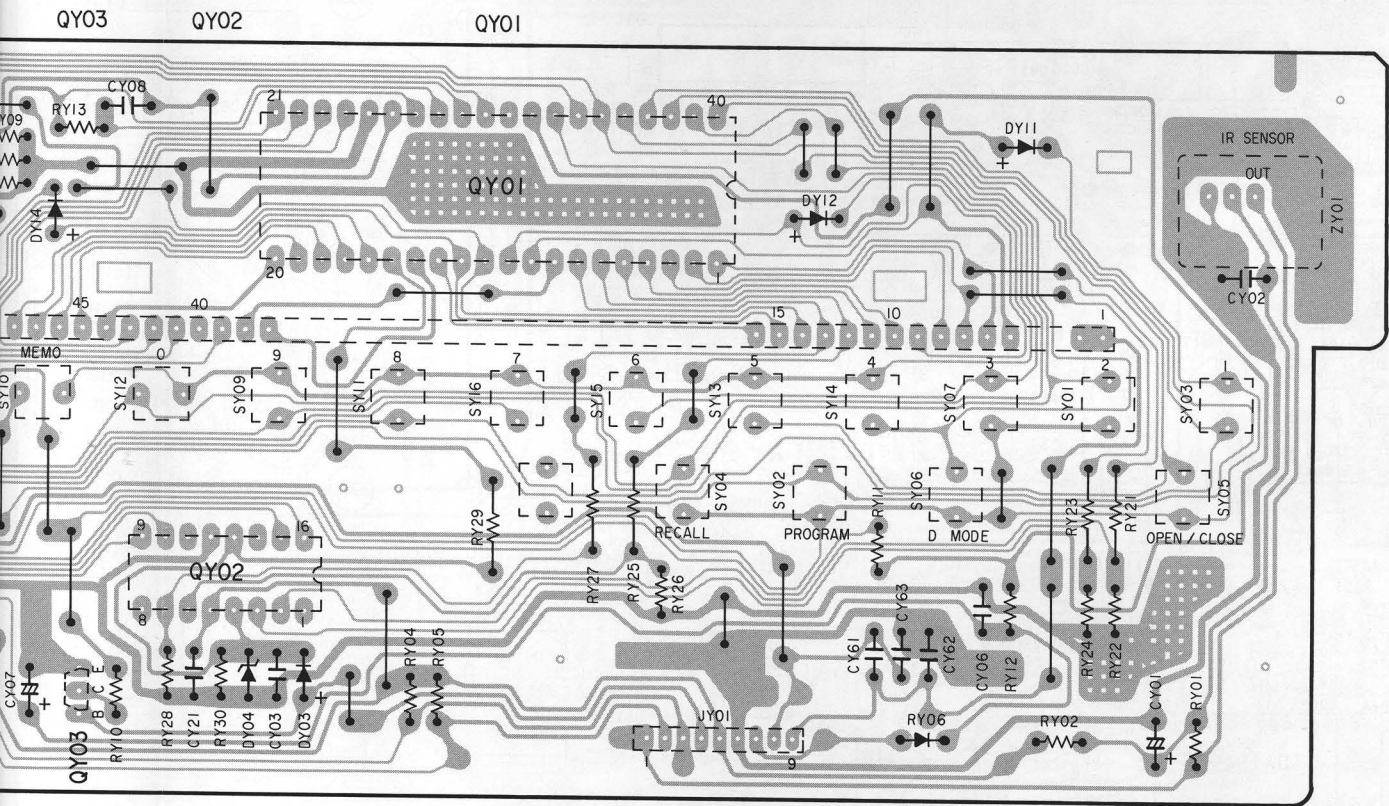 QY03 QY02 QY01
CY08
RY13
Y09
21
40
DY11
IR SENSOR
OUT
ZY01
QY01
DY12
+
+
DY14
+
20
1
CY02
45
40
15
10
1
MEMO
0
9
8
7
6
5
4
3
2
1
SY10
SY12
SY09
SY11
SY16
SY15
SY13
SY14
SY07
SY01
SY03
RY29
SY04
SY02
RY11
SY06
RY23
RY21
SY05
RECALL
PROGRAM
D MODE
OPEN / CLOSE
9
16
QY02
8
1
RY27
RY25
RY26
CY63
CY61
CY62
CY06
RY12
RY24
RY22
RY04
RY05
CY07
+
E
C
B
QY03
RY10
RY28
CY21
RY30
DY04
CY03
DY03
+
JY01
1
9
RY06
RY02
CY01
+
RY01